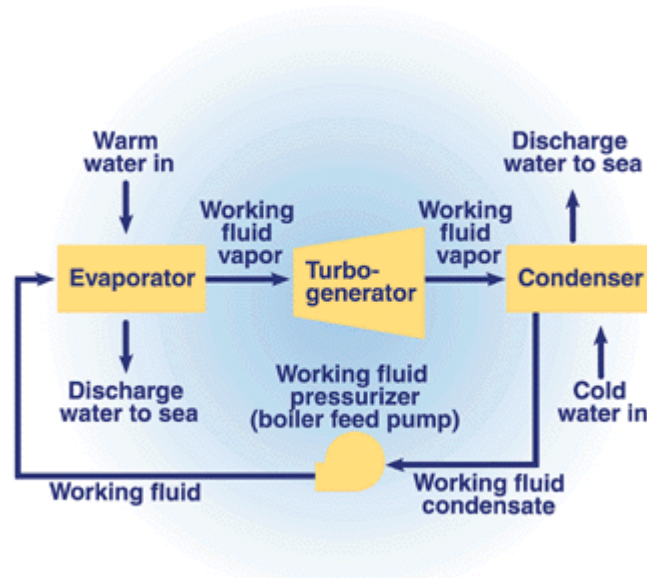 Warm
water in
Discharge
water to sea
Working
fluid
vapor
Working
fluid
vapor
Evaporator
Turbo-
generator
Condenser
Discharge
water to sea
Working fluid
pressurizer
(boiler feed pump)
Cold
water in
Working fluid
Working fluid
condensate